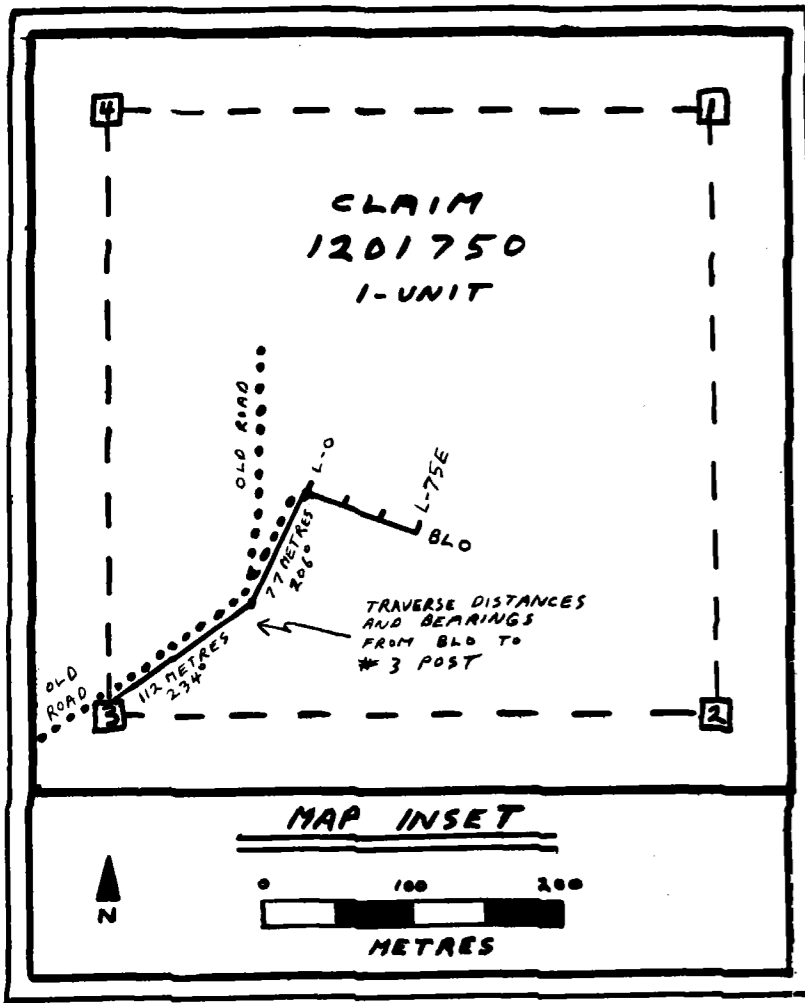 4
1
CLAIM
1201750
1-UNIT
OLD ROAD
L-0
L-75E
BLO
77 METRES
206°
TRAVERSE DISTANCES
AND BEARINGS
FROM BLO TO
#3 POST
112 METRES
234°
OLD
ROAD
3
2
MAP INSET
N
0 100 200
METRES